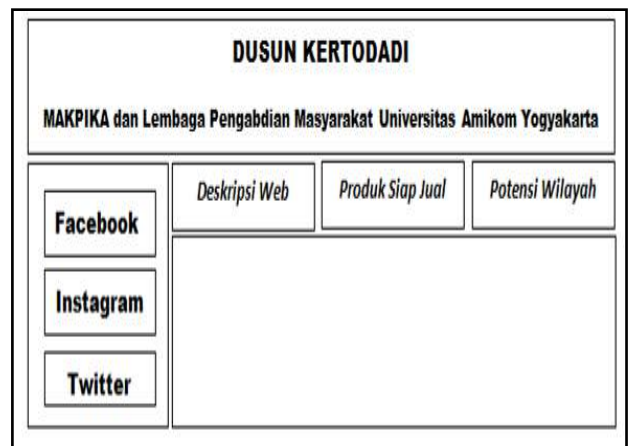 DUSUN KERTODADI
MAKPIKA dan Lembaga Pengabdian Masyarakat Universitas Amikom Yogyakarta
Deskripsi Web
Produk Siap Jual
Potensi Wilayah
Facebook
Instagram
Twitter